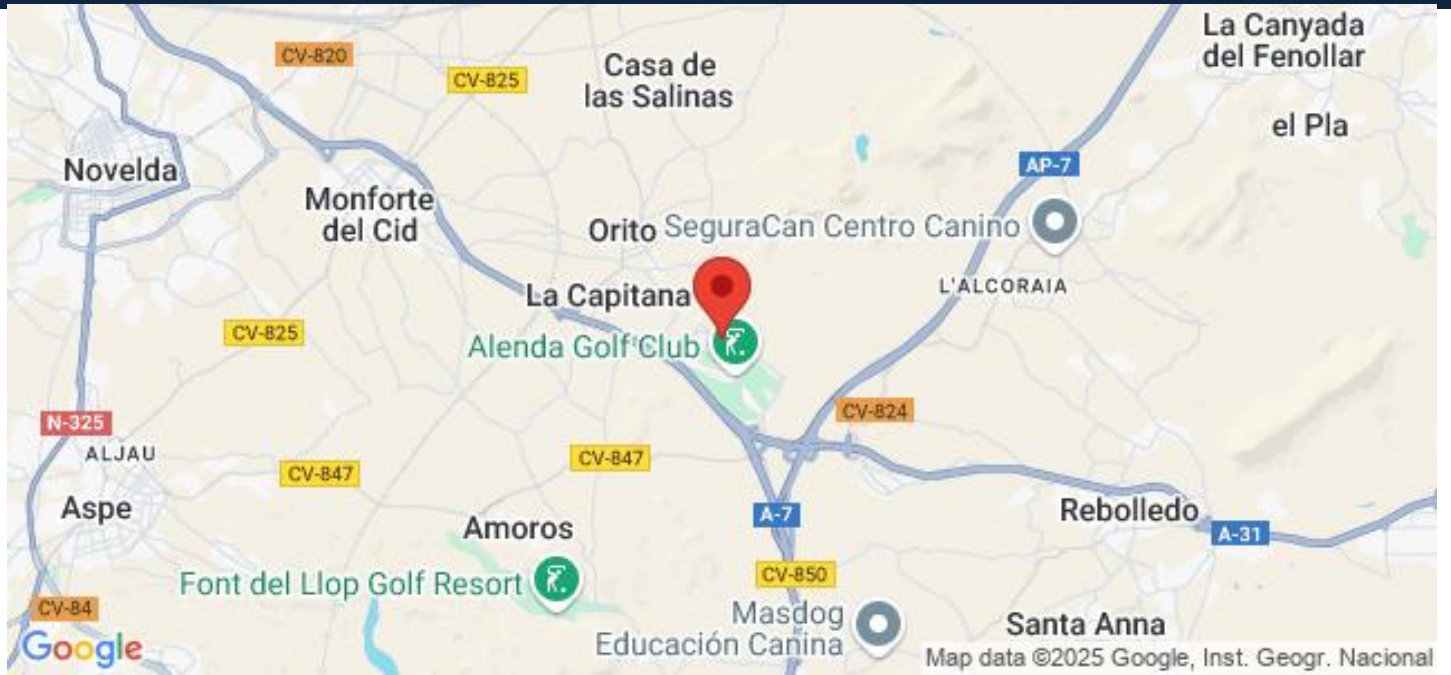 La Canyada
del Fenollar
CV-820
Casa de
las Salinas
CV-825
el Pla
AP-7
Novelda
Monforte
del Cid
Orito
SeguraCan Centro Canino
L'ALCORAIA
La Capitana
CV-825
Alenda Golf Club
N-325
CV-824
ALJAU
CV-847
CV-847
Aspe
Amoros
A-7
Rebolledo
A-31
Font del Llop Golf Resort
CV-850
CV-84
Masdog
Educación Canina
Santa Anna
Google
Map data ©2025 Google, Inst. Geogr. Nacional